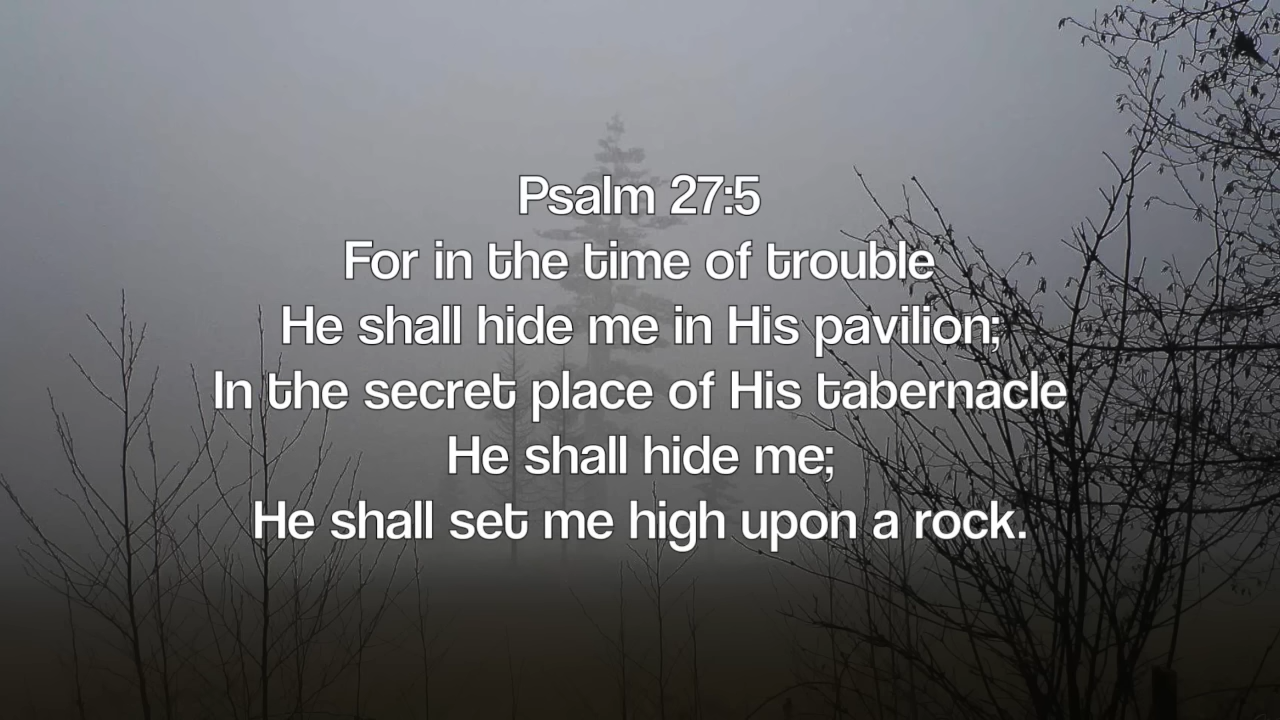 Psalm 27:5
For in the time of trouble
He shall hide me in His pavilion;
In the secret place of His tabernacle
He shall hide me;
He shall set me high upon a rock.